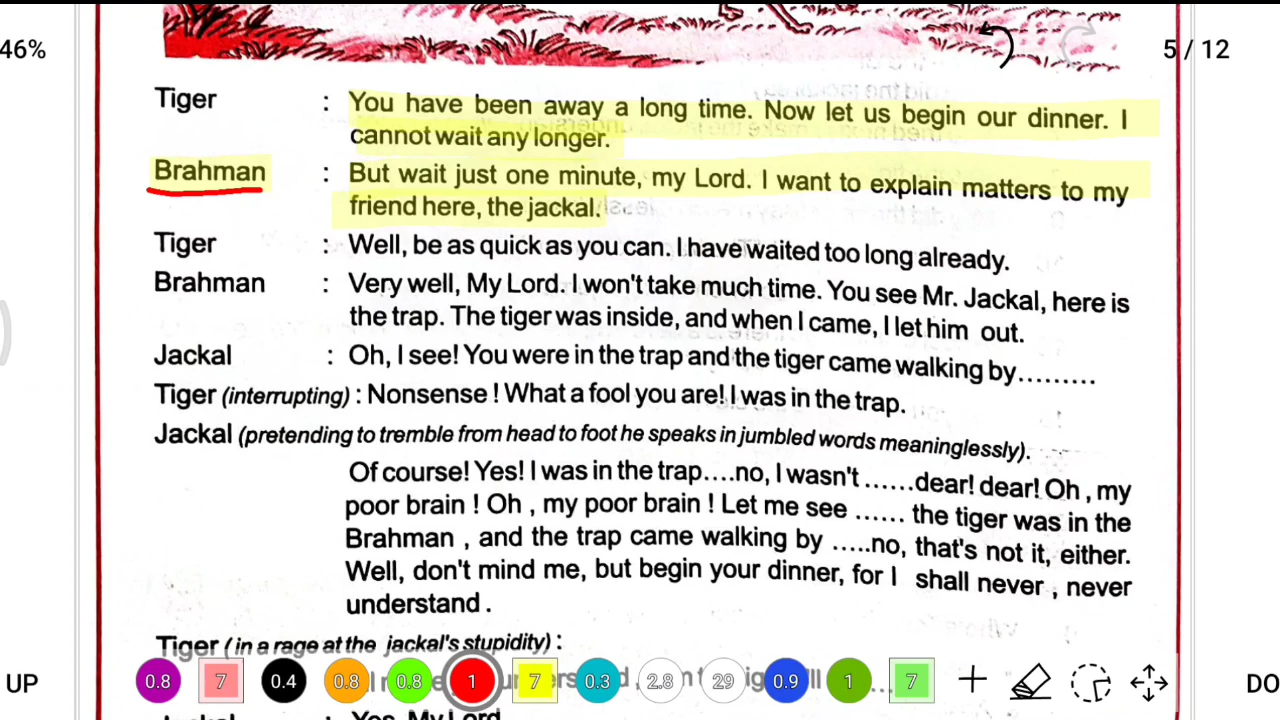 46%
5 / 12
Tiger : You have been away a long time. Now let us begin our dinner. I
cannot wait any longer.
Brahman : But wait just one minute, my Lord. I want to explain matters to my
friend here, the jackal.
Tiger : Well, be as quick as you can. I have waited too long already.
Brahman : Very well, My Lord. I won't take much time. You see Mr. Jackal, here is
the trap. The tiger was inside, and when I came, I let him out.
Jackal : Oh, I see! You were in the trap and the tiger came walking by.........
Tiger (interrupting) : Nonsense ! What a fool you are! I was in the trap.
Jackal (pretending to tremble from head to foot he speaks in jumbled words meaninglessly).
Of course! Yes! I was in the trap....no, I wasn't ......dear! dear! Oh , my
poor brain ! Oh , my poor brain ! Let me see ...... the tiger was in the
Brahman , and the trap came walking by .....no, that's not it, either.
Well, don't mind me, but begin your dinner, for I shall never , never
understand .
Tiger (in a rage at the jackal's stupidity) :
UP 0.8 7 0.4 0.8 0.8 1 7 0.3 2.8 29 0.9 1 7 DO
Jackal : Yes, My Lord